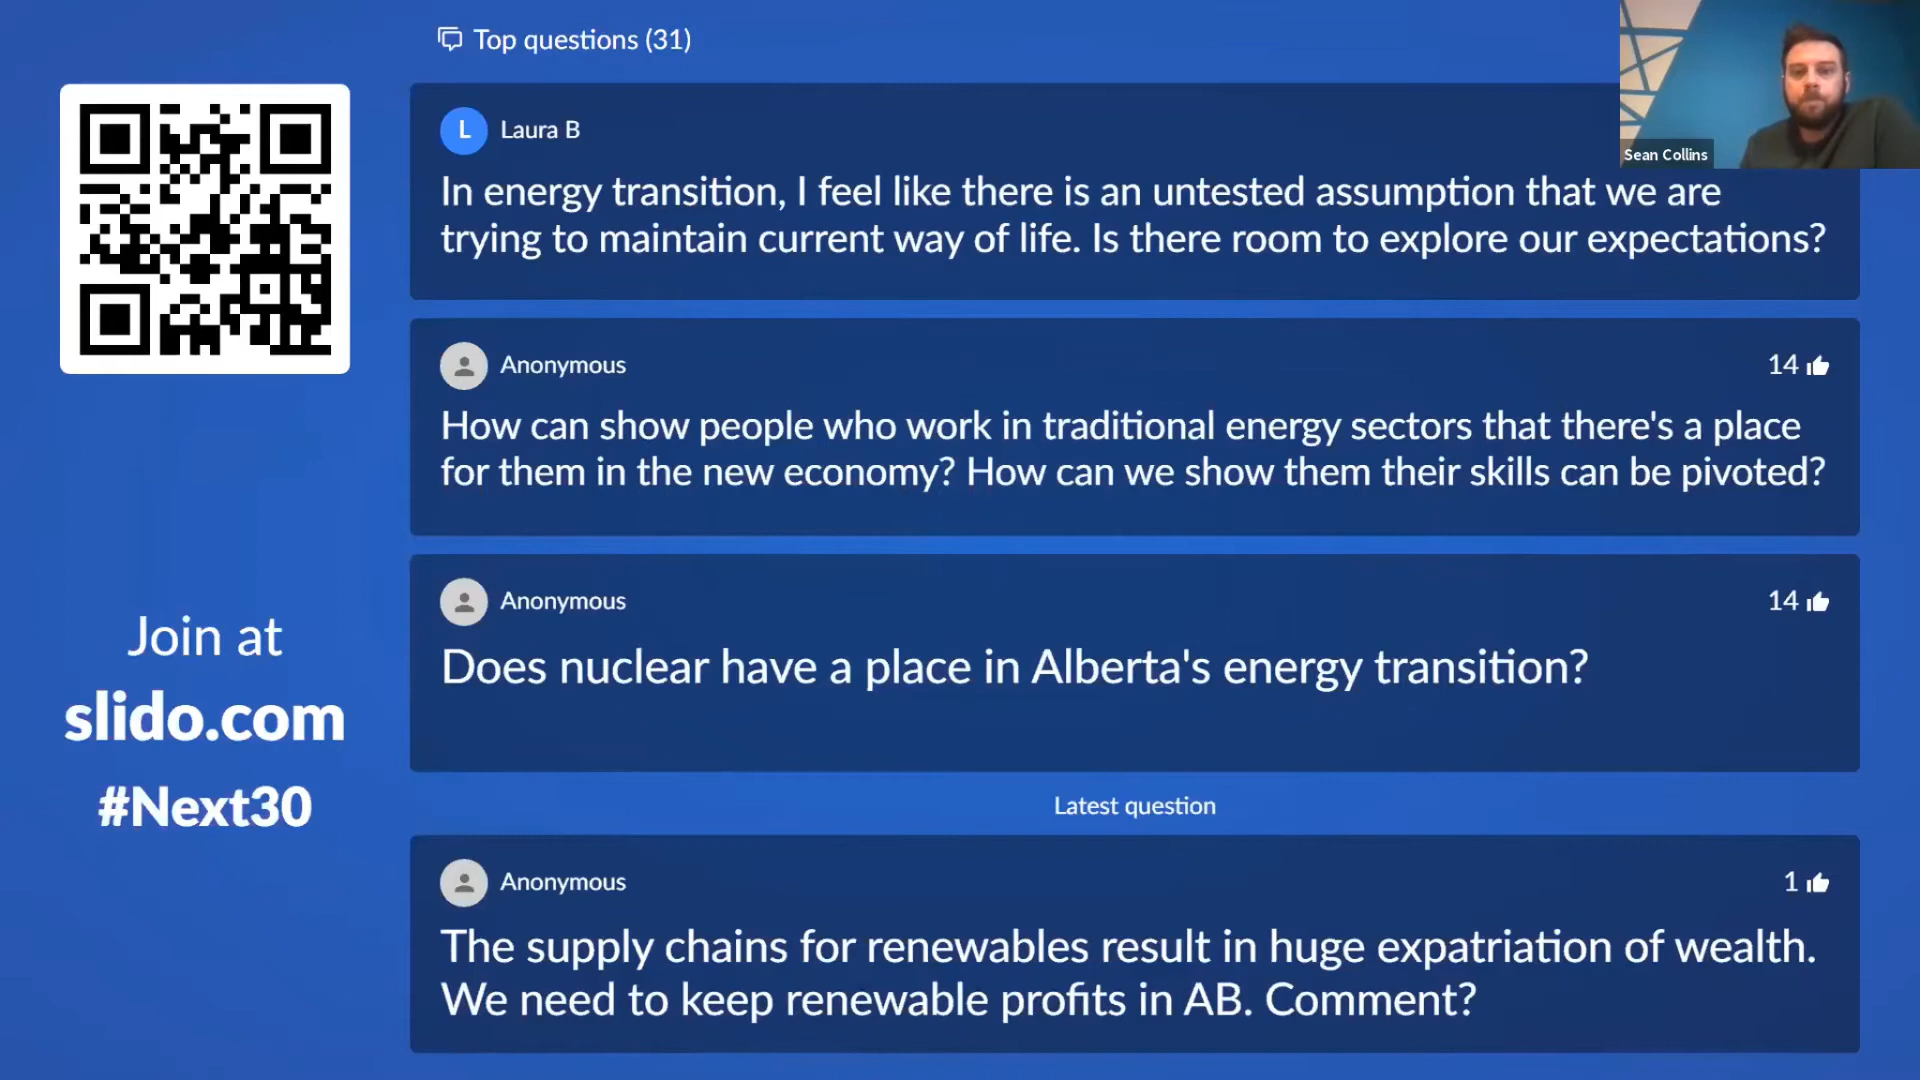 Top questions (31)
Sean Collins
L
Laura B
In energy transition, I feel like there is an untested assumption that we are
trying to maintain current way of life. Is there room to explore our expectations?
Anonymous
14
How can show people who work in traditional energy sectors that there's a place
for them in the new economy? How can we show them their skills can be pivoted?
Anonymous
14
Does nuclear have a place in Alberta's energy transition?
Join at
slido.com
#Next30
Latest question
Anonymous
1
The supply chains for renewables result in huge expatriation of wealth.
We need to keep renewable profits in AB. Comment?